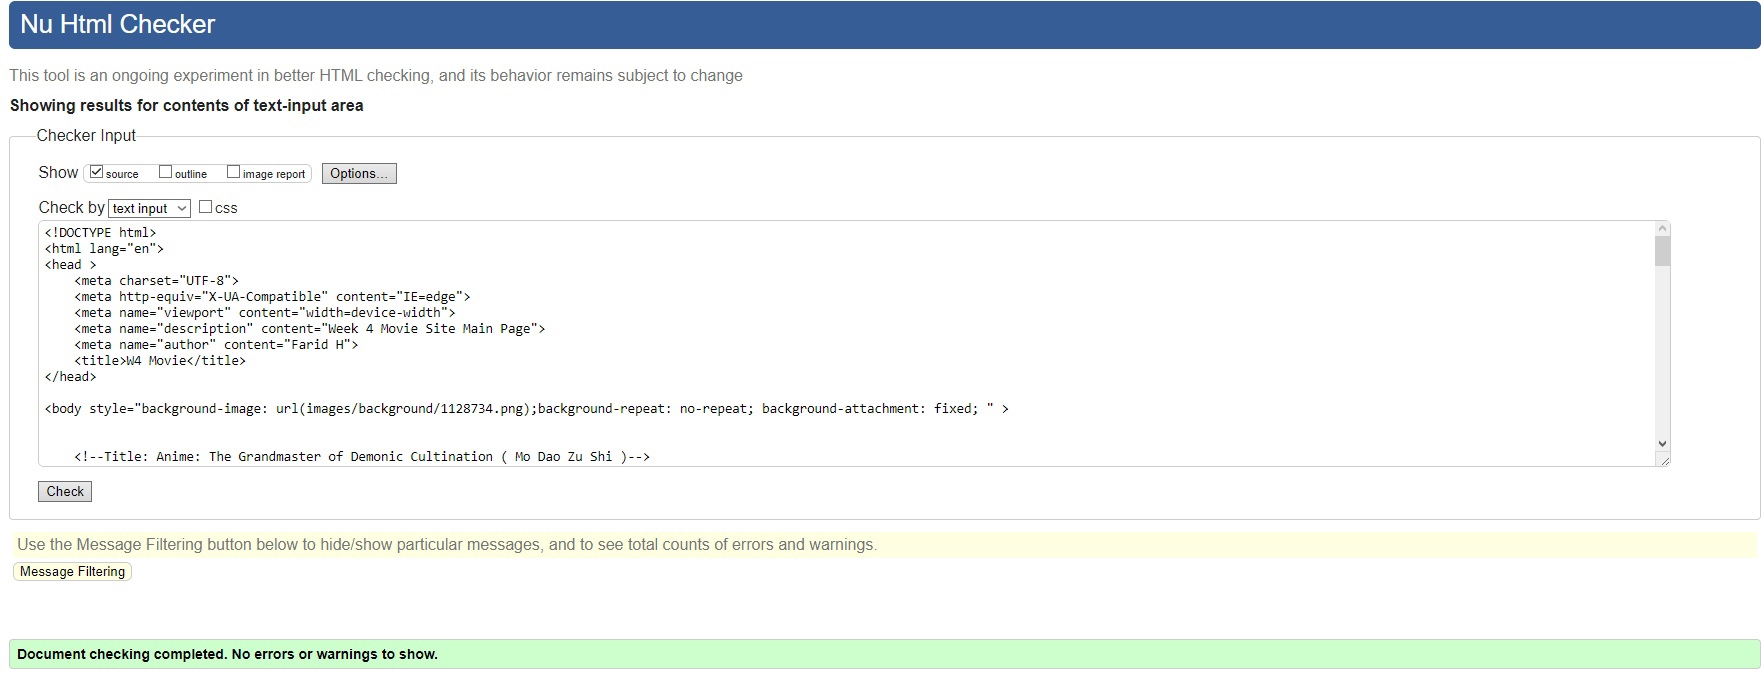 Nu Html Checker
This tool is an ongoing experiment in better HTML checking, and its behavior remains subject to change
Showing results for contents of text-input area
Checker Input
Show source outline image report Options...
Check by text input css
<!DOCTYPE html>
<html lang="en">
<head >
    <meta charset="UTF-8">
    <meta http-equiv="X-UA-Compatible" content="IE=edge">
    <meta name="viewport" content="width=device-width">
    <meta name="description" content="Week 4 Movie Site Main Page">
    <meta name="author" content="Farid H">
    <title>W4 Movie</title>
</head>
<body style="background-image: url(images/background/1128734.png);background-repeat: no-repeat; background-attachment: fixed; " >
    <!--Title: Anime: The Grandmaster of Demonic Cultination ( Mo Dao Zu Shi )-->
Check
Use the Message Filtering button below to hide/show particular messages, and to see total counts of errors and warnings.
Message Filtering
Document checking completed. No errors or warnings to show.